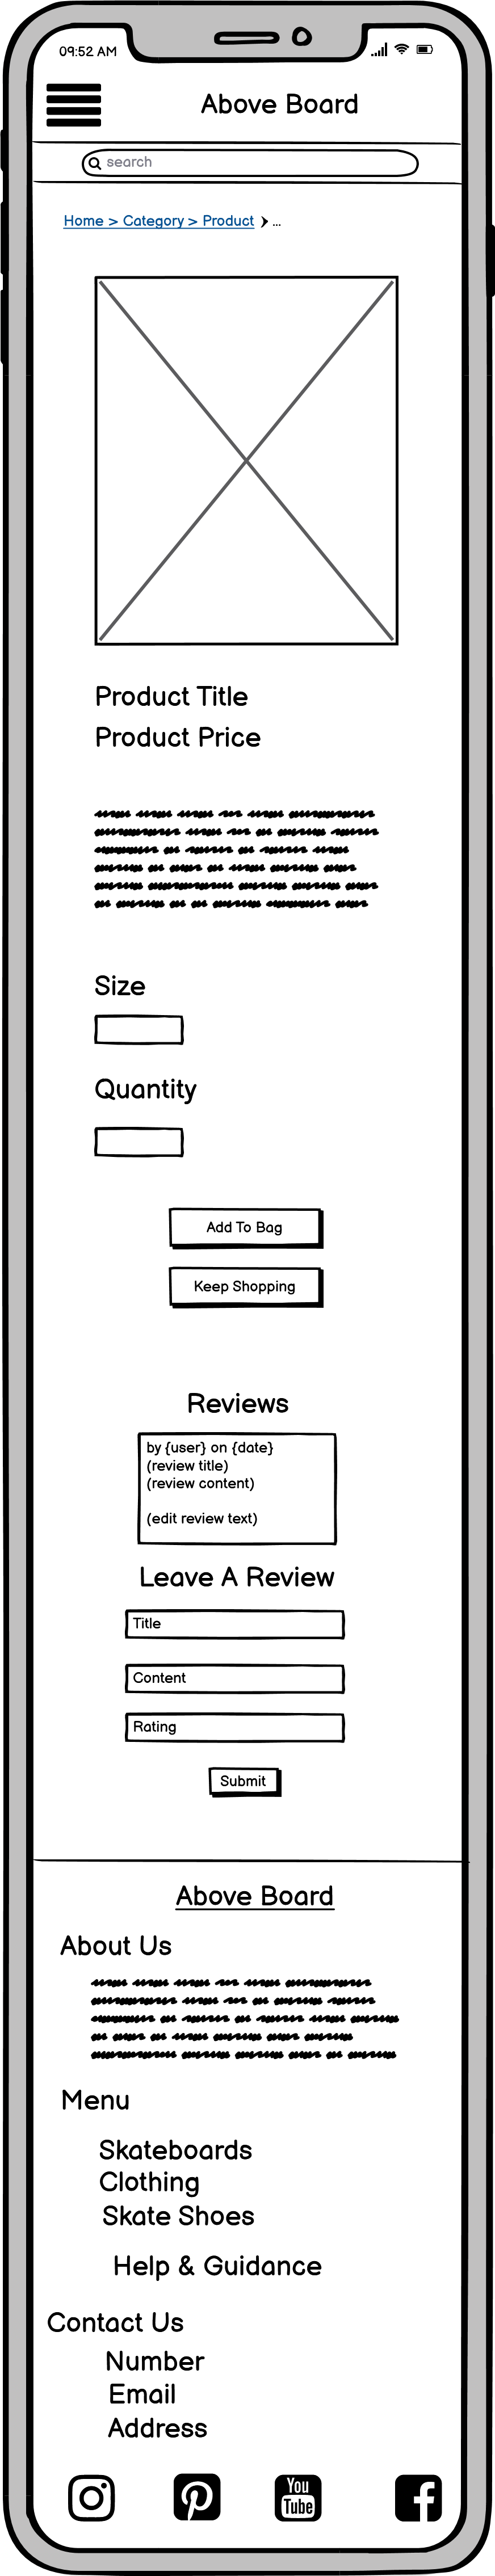 09:52 AM
Above Board
search
Home > Category > Product > ...
Product Title
Product Price
Size
Quantity
Add To Bag
Keep Shopping
Reviews
by {user} on {date}
(review title)
(review content)
(edit review text)
Leave A Review
Title
Content
Rating
Submit
Above Board
About Us
Menu
Skateboards
Clothing
Skate Shoes
Help & Guidance
Contact Us
Number
Email
Address
You
Tube